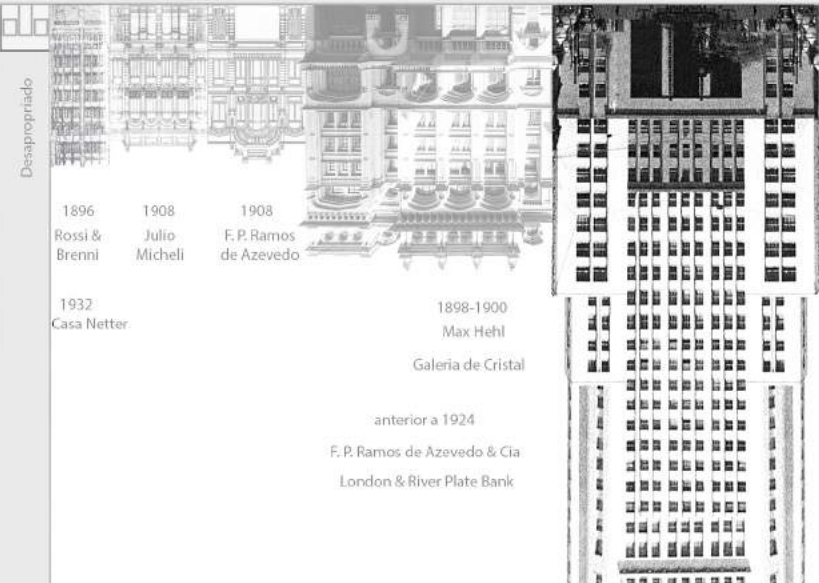 Desapropriado
1896
Rossi &
Brenni
1908
Julio
Micheli
1908
F. P. Ramos
de Azevedo
1932
Casa Netter
1898-1900
Max Hehl
Galeria de Cristal
anterior a 1924
F. P. Ramos de Azevedo & Cia
London & River Plate Bank